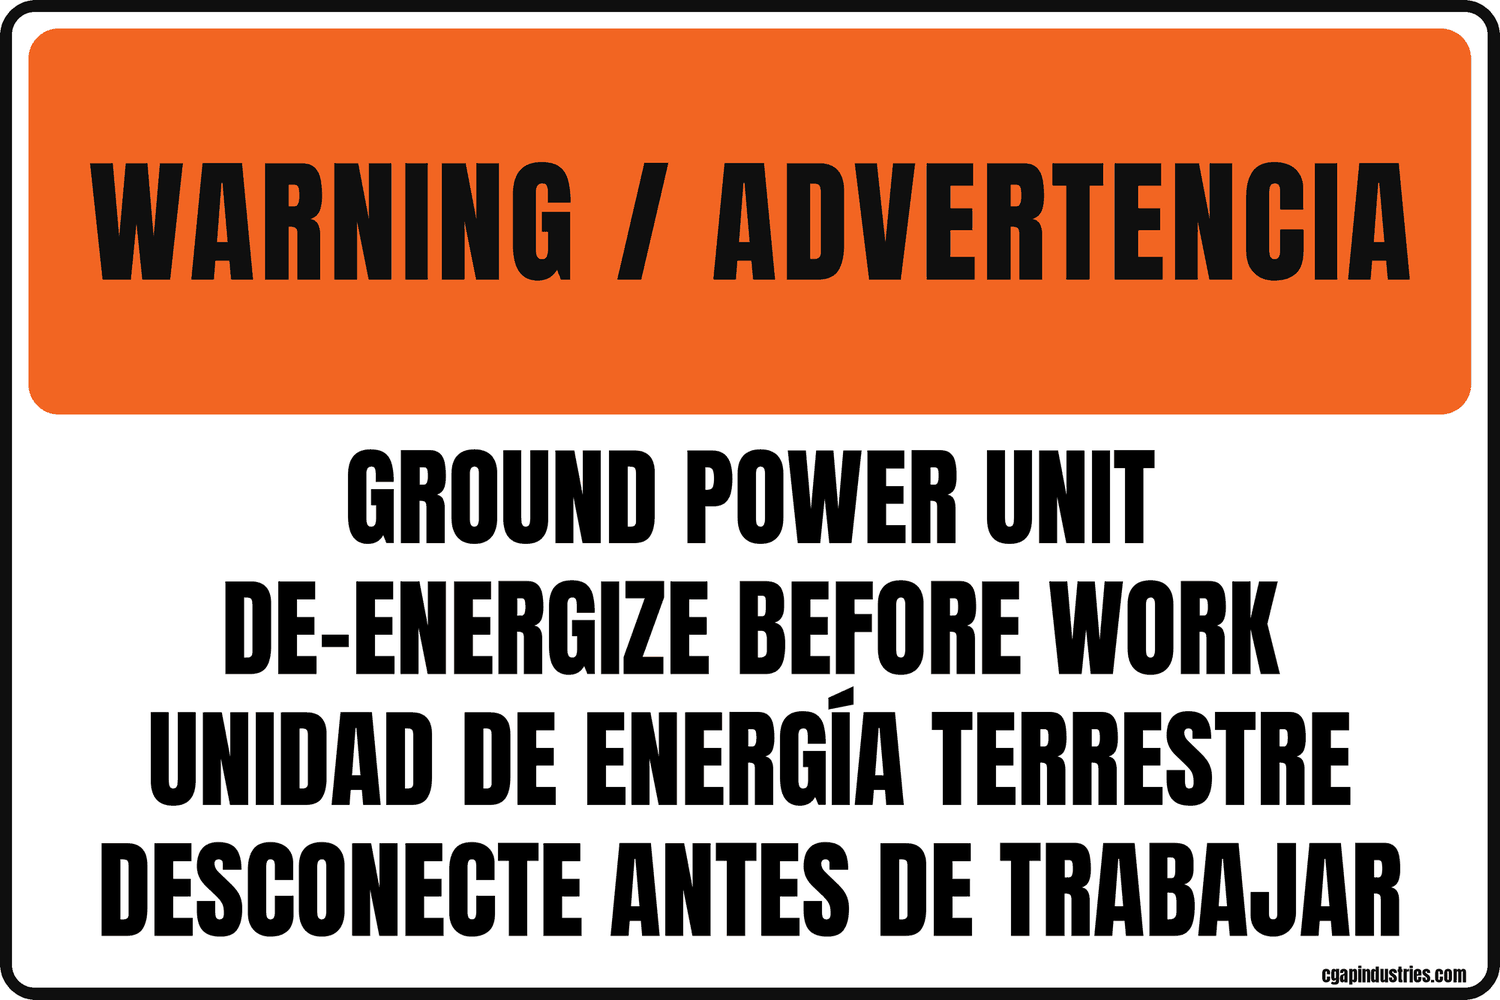 WARNING / ADVERTENCIA
GROUND POWER UNIT
DE-ENERGIZE BEFORE WORK
UNIDAD DE ENERGÍA TERRESTRE
DESCONECTE ANTES DE TRABAJAR
cgapindustries.com